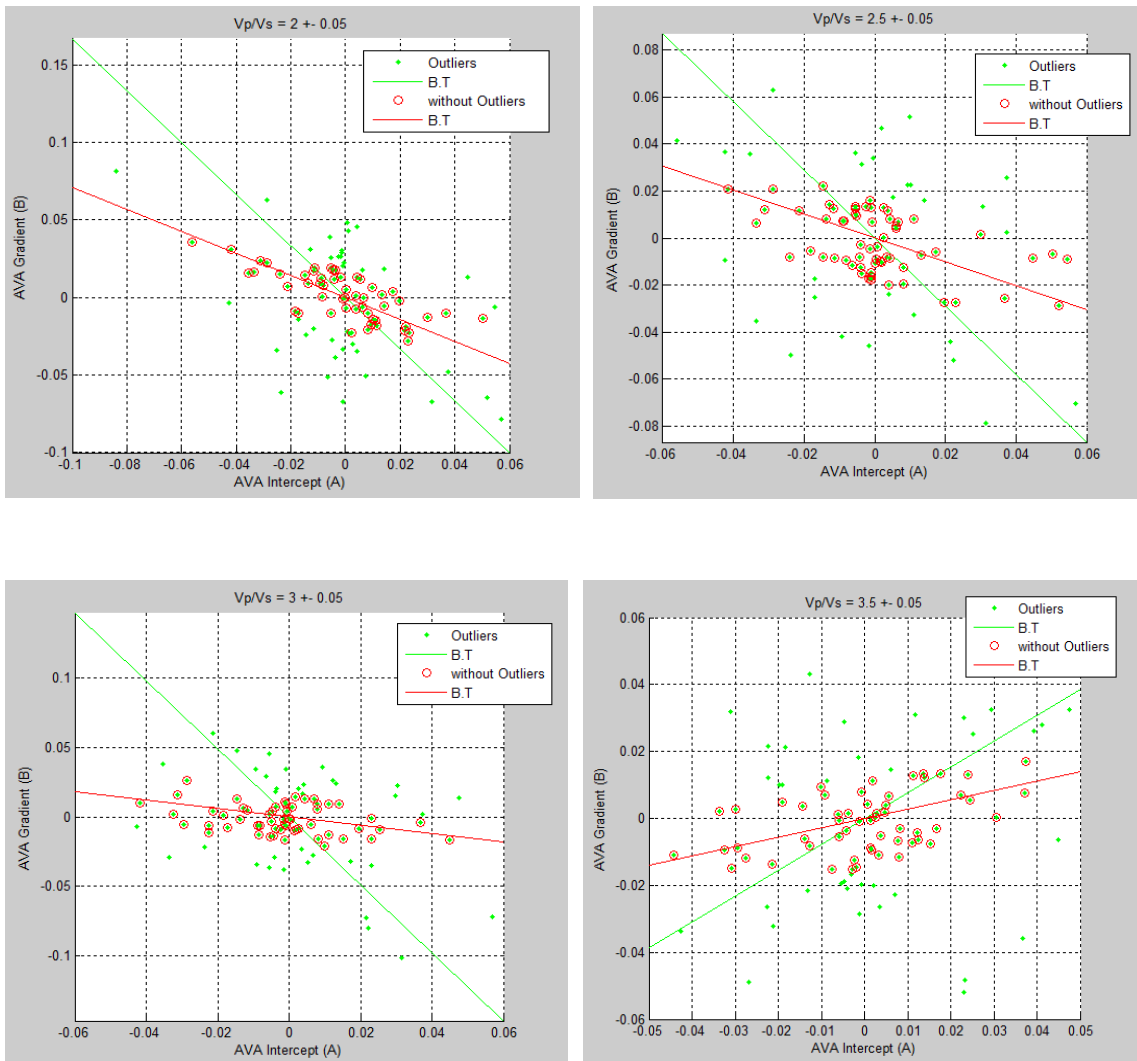 Vp/Vs = 2 +- 0.05
Outliers
B.T
without Outliers
B.T
AVA Gradient (B)
0.15
0.1
0.05
0
-0.05
-0.1
-0.1 -0.08 -0.06 -0.04 -0.02 0 0.02 0.04 0.06
AVA Intercept (A)
Vp/Vs = 2.5 +- 0.05
Outliers
B.T
without Outliers
B.T
AVA Gradient (B)
0.08
0.06
0.04
0.02
0
-0.02
-0.04
-0.06
-0.08
-0.06 -0.04 -0.02 0 0.02 0.04 0.06
AVA Intercept (A)
Vp/Vs = 3 +- 0.05
Outliers
B.T
without Outliers
B.T
AVA Gradient (B)
0.1
0.05
0
-0.05
-0.1
-0.06 -0.04 -0.02 0 0.02 0.04 0.06
AVA Intercept (A)
Vp/Vs = 3.5 +- 0.05
Outliers
B.T
without Outliers
B.T
AVA Gradient (B)
0.06
0.04
0.02
0
-0.02
-0.04
-0.06
-0.05 -0.04 -0.03 -0.02 -0.01 0 0.01 0.02 0.03 0.04 0.05
AVA Intercept (A)